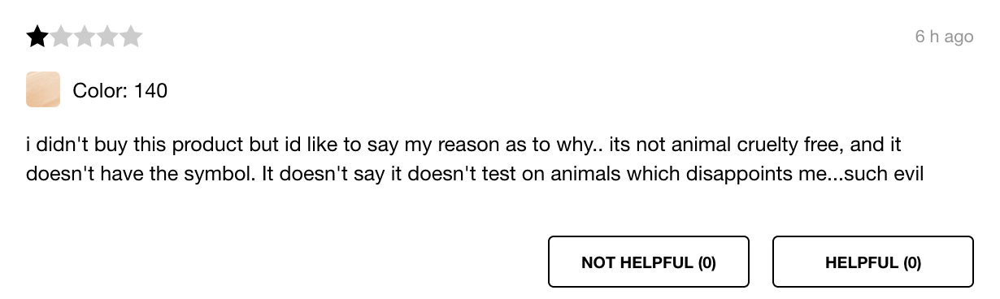 6 h ago
Color: 140
i didn't buy this product but id like to say my reason as to why.. its not animal cruelty free, and it
doesn't have the symbol. It doesn't say it doesn't test on animals which disappoints me...such evil
NOT HELPFUL (0)
HELPFUL (0)